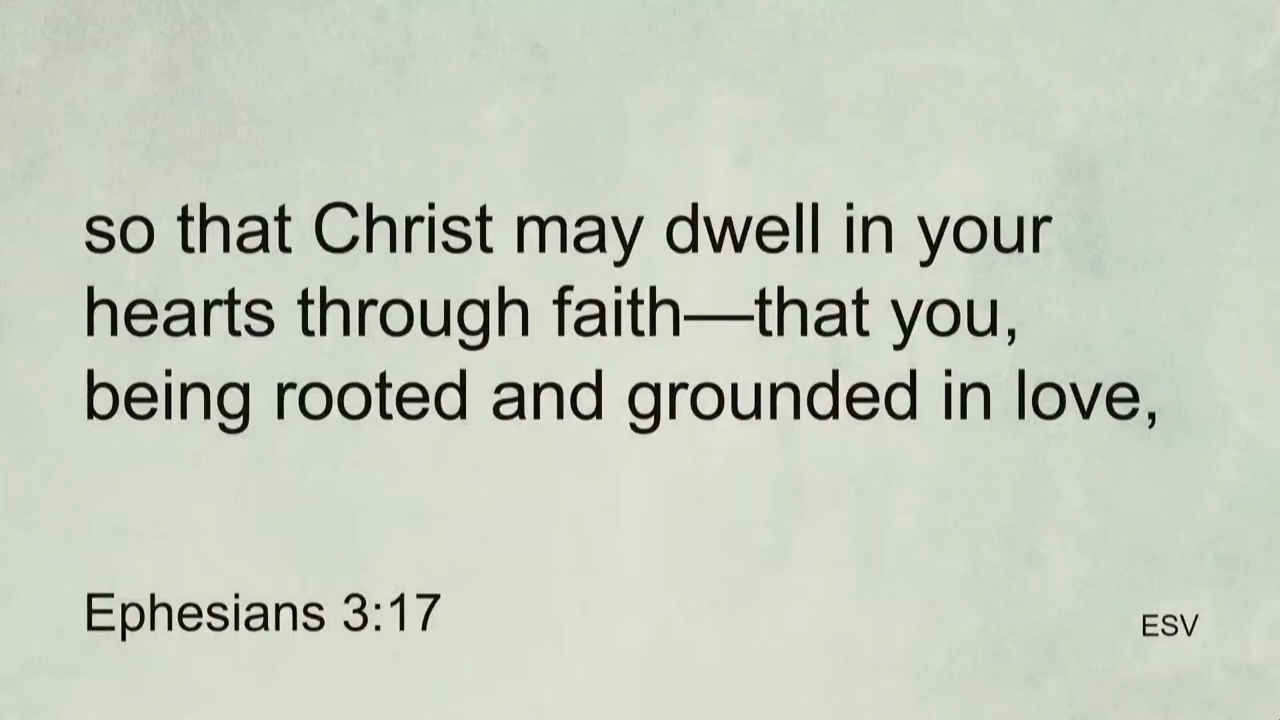 so that Christ may dwell in your
hearts through faith—that you,
being rooted and grounded in love,
Ephesians 3:17
ESV